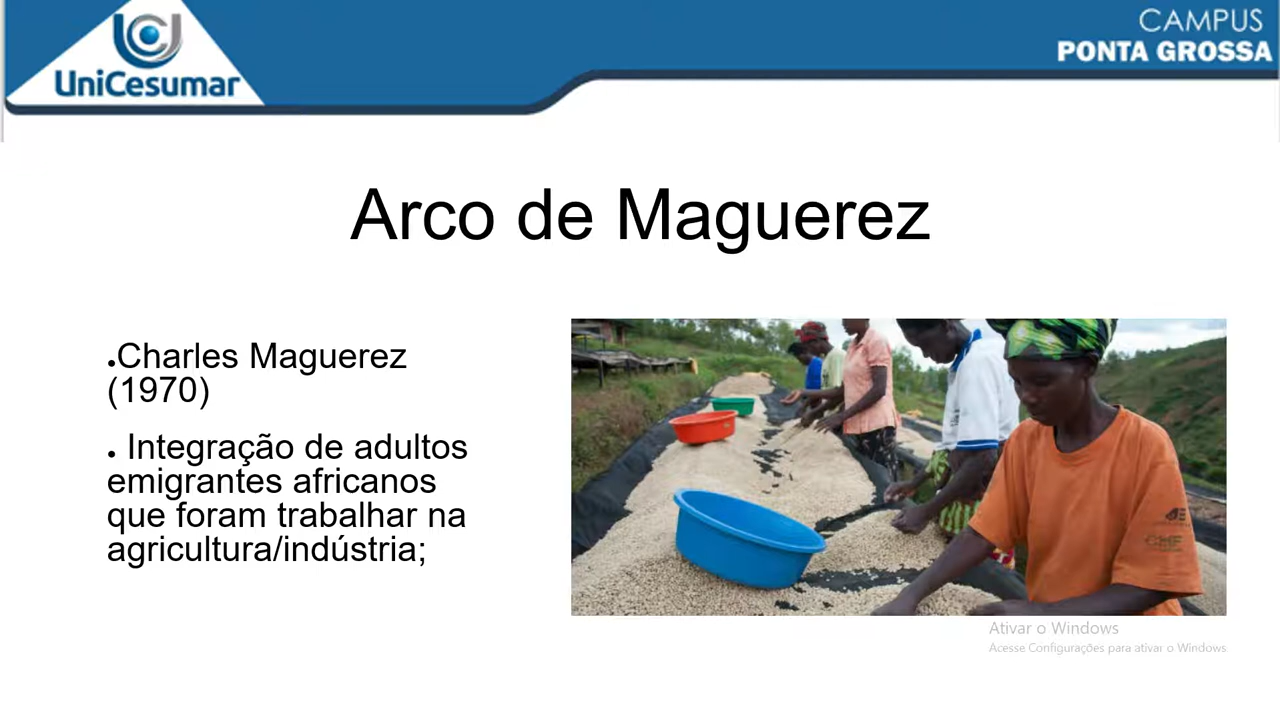 UniCesumar
CAMPUS
PONTA GROSSA
Arco de Maguerez
•Charles Maguerez
(1970)
• Integração de adultos
emigrantes africanos
que foram trabalhar na
agricultura/indústria;
Ativar o Windows
Acesse Configurações para ativar o Windows